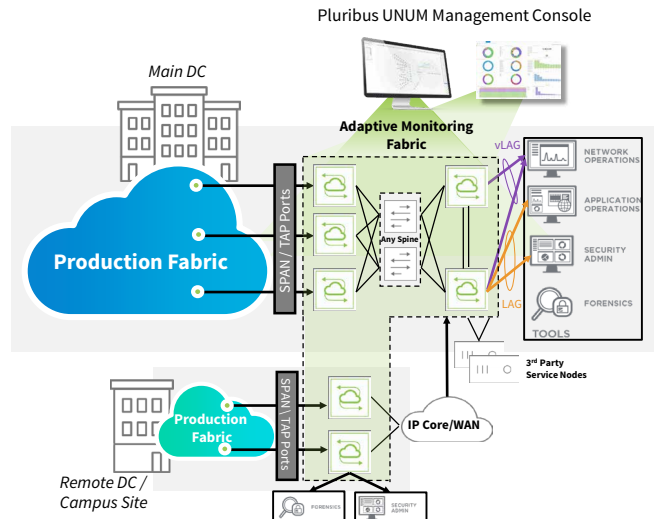 Pluribus UNUM Management Console
Main DC
Adaptive Monitoring
Fabric
vLAG
NETWORK
OPERATIONS
APPLICATION
OPERATIONS
SPAN / TAP Ports
Any Spine
Production Fabric
SECURITY
ADMIN
LAG
FORENSICS
TOOLS
3rd Party
Service Nodes
SPAN \ TAP
Ports
Production
Fabric
IP Core/WAN
Remote DC /
Campus Site
FORENSICS
SECURITY
ADMIN